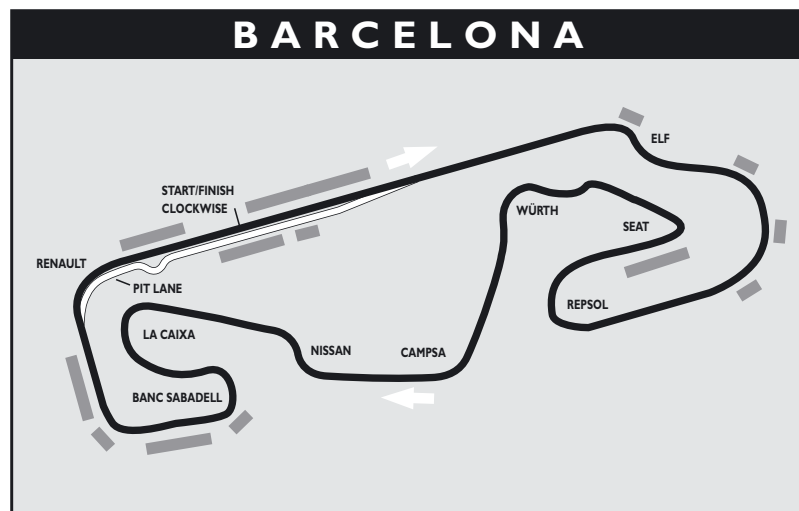 BARCELONA
ELF
START/FINISH
CLOCKWISE
WÜRTH
SEAT
RENAULT
PIT LANE
REPSOL
LA CAIXA
NISSAN
CAMPSA
BANC SABADELL